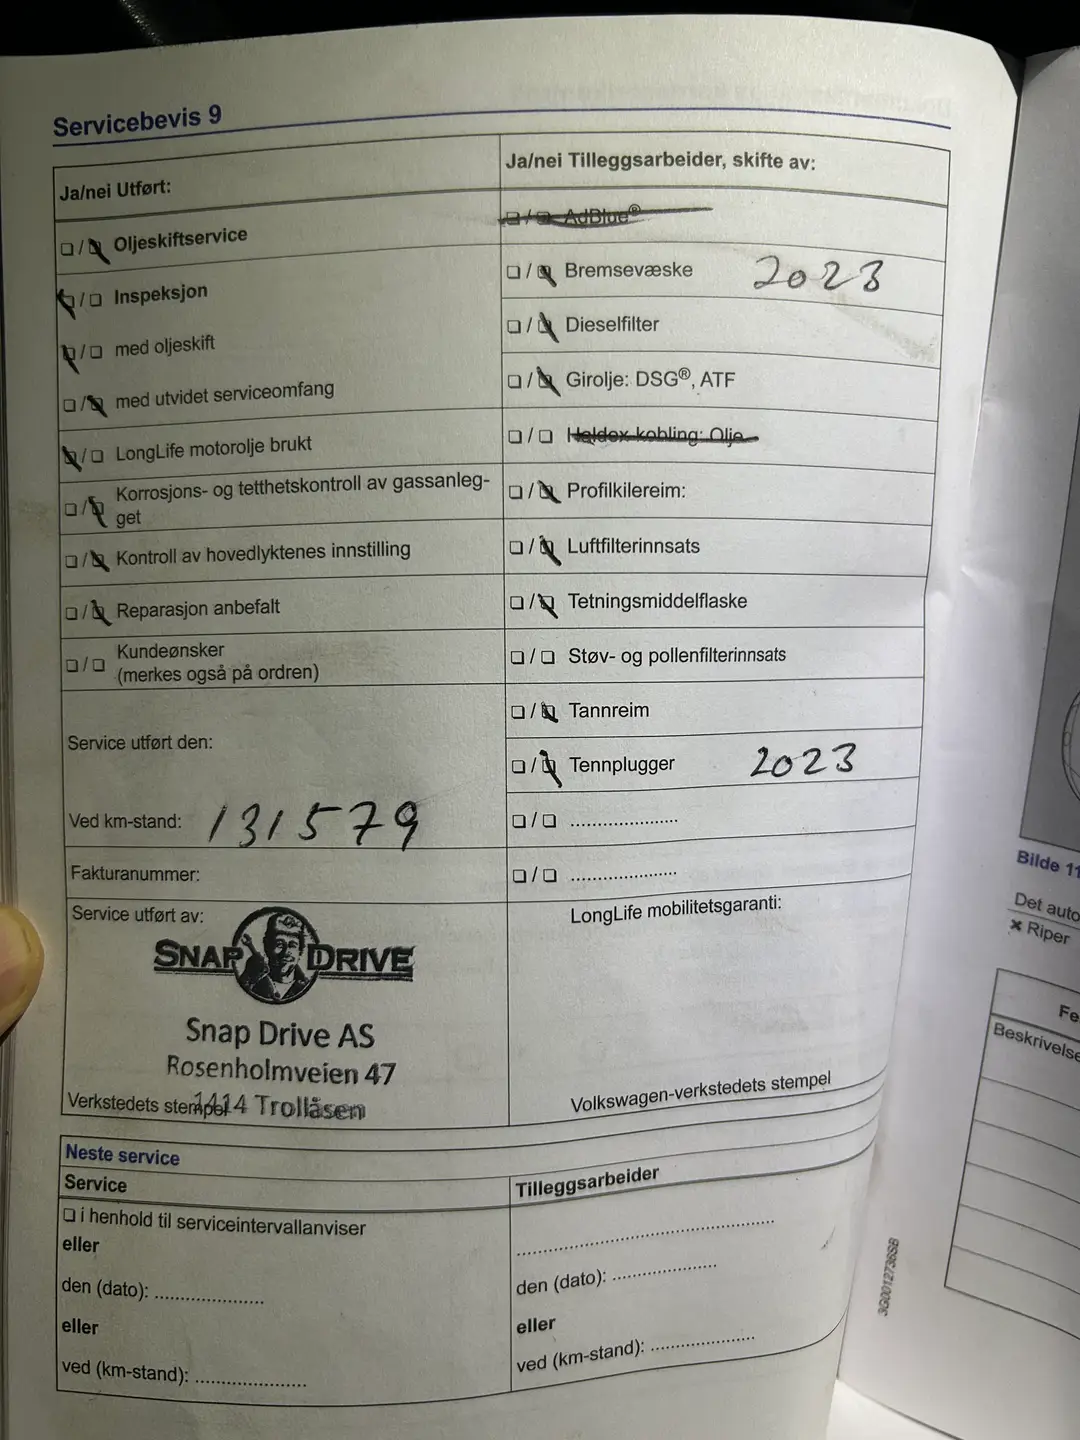 Servicebevis 9
Ja/nei Utført:
☐/☒ Oljeskiftservice
☒/☐ Inspeksjon
☒/☐ med oljeskift
☐/☒ med utvidet serviceomfang
☒/☐ LongLife motorolje brukt
☐/☒ Korrosjons- og tetthetskontroll av gassanleg-
get
☐/☒ Kontroll av hovedlyktenes innstilling
☐/☒ Reparasjon anbefalt
☐/☐ Kundeønsker
(merkes også på ordren)
Service utført den:
Ved km-stand: 131579
Fakturanummer:
Service utført av:
SNAP DRIVE
Snap Drive AS
Rosenholmveien 47
1414 Trollåsen
Verkstedets stempel
Ja/nei Tilleggsarbeider, skifte av:
☐/☐ AdBlue®
☐/☒ Bremsevæske 2023
☐/☒ Dieselfilter
☐/☒ Girolje: DSG®, ATF
☐/☐ Haldex-kobling: Olje
☐/☒ Profilkilereim:
☐/☒ Luftfilterinnsats
☐/☒ Tetningsmiddelflaske
☐/☐ Støv- og pollenfilterinnsats
☐/☒ Tannreim
☐/☒ Tennplugger 2023
☐/☐ .....................
☐/☐ .....................
LongLife mobilitetsgaranti:
Volkswagen-verkstedets stempel
Neste service
Service
☐ i henhold til serviceintervallanviser
eller
den (dato): .....................
eller
ved (km-stand): .....................
Tilleggsarbeider
..................................................
den (dato): .....................
eller
ved (km-stand): .....................
3G0012736SB
Bilde 11
Det auto
× Riper
Fe
Beskrivelse